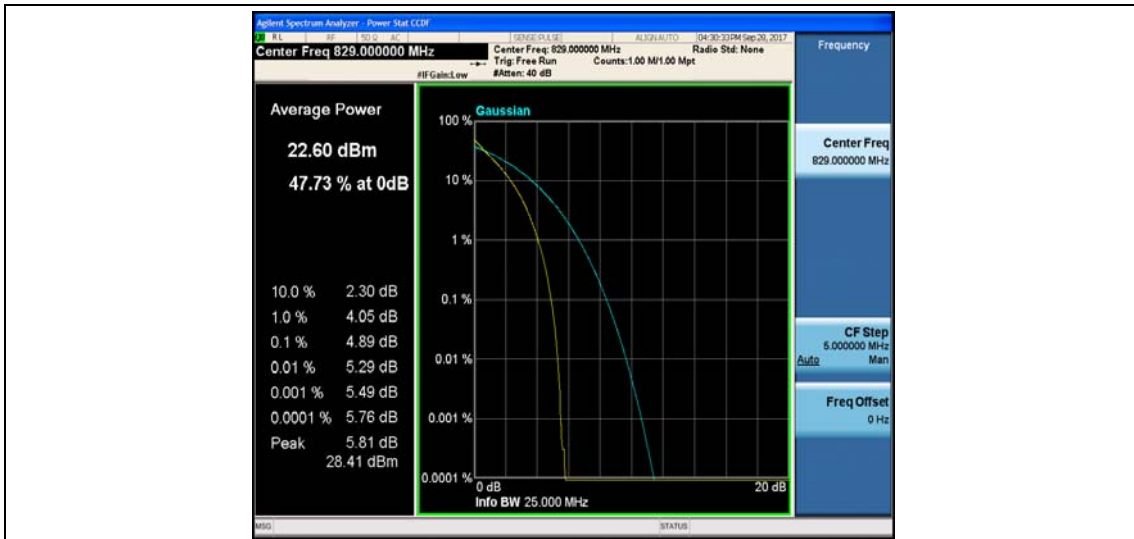 Agilent Spectrum Analyzer - Power Stat CCDF
RL RF 50 Ω AC SENSE:PULSE ALIGN AUTO 04:30:33 PM Sep 28, 2017
Center Freq 829.000000 MHz
Center Freq: 829.000000 MHz Radio Std: None
Trig: Free Run Counts:1.00 M/1.00 Mpt
#IFGain:Low #Atten: 40 dB
Frequency
Average Power
22.60 dBm
47.73 % at 0dB
10.0 % 2.30 dB
1.0 % 4.05 dB
0.1 % 4.89 dB
0.01 % 5.29 dB
0.001 % 5.49 dB
0.0001 % 5.76 dB
Peak 5.81 dB
28.41 dBm
Gaussian
100 %
10 %
1 %
0.1 %
0.01 %
0.001 %
0.0001 %
0 dB 20 dB
Info BW 25.000 MHz
Center Freq
829.000000 MHz
CF Step
5.000000 MHz
Auto Man
Freq Offset
0 Hz
MSG STATUS